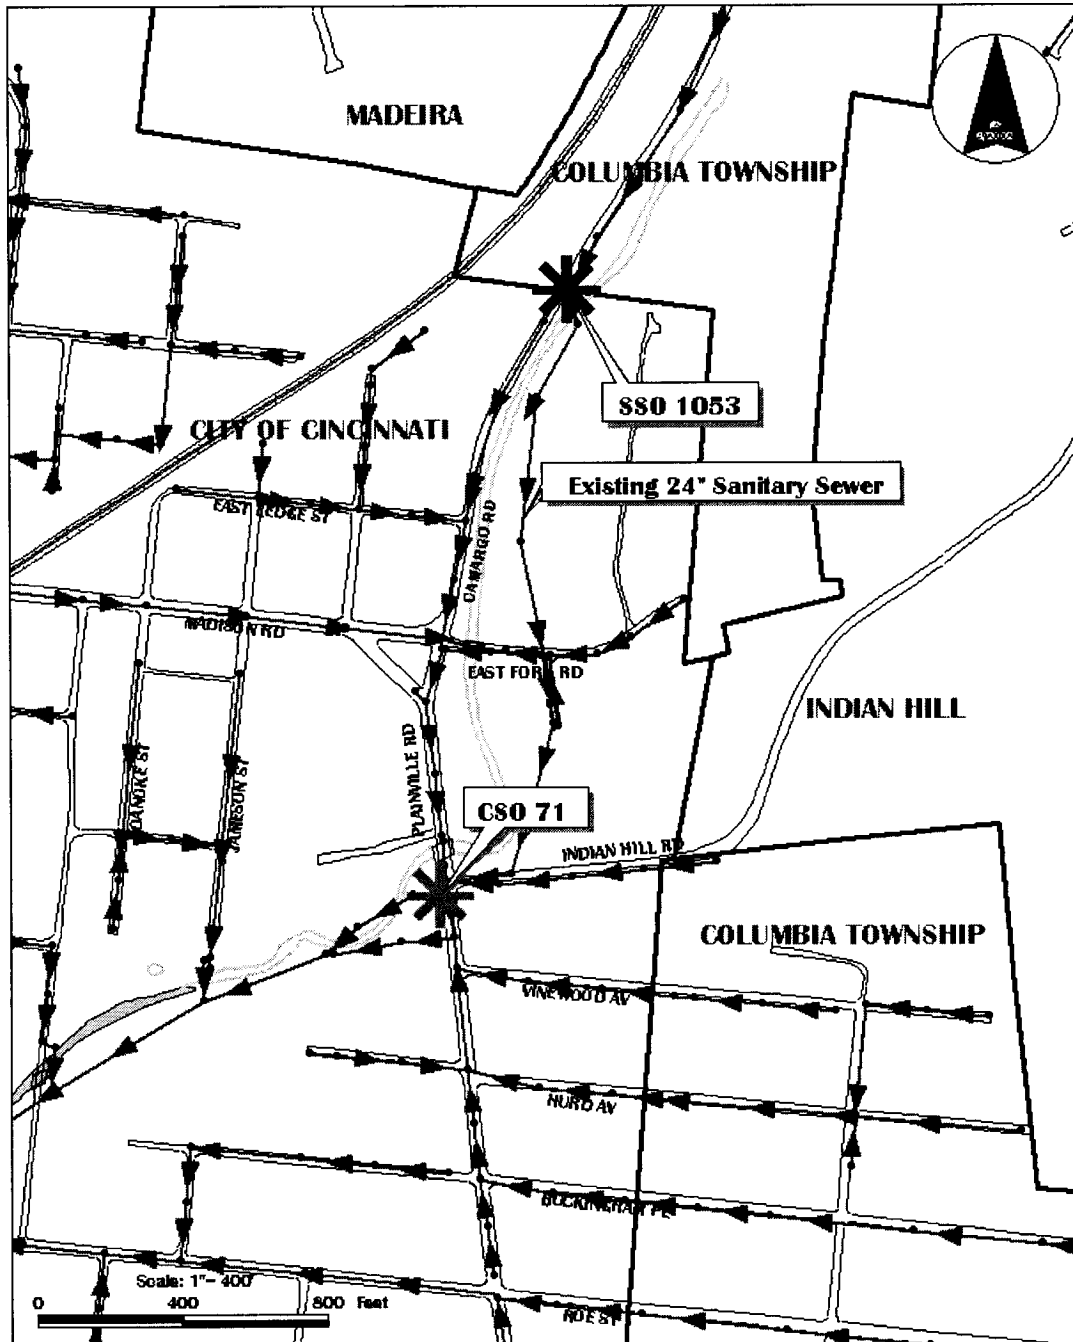 MADEIRA
COLUMBIA TOWNSHIP
SSO 1053
CITY OF CINCINNATI
Existing 24" Sanitary Sewer
EAST LEDGE ST
CAMARGO RD
MADISON RD
EAST FORK RD
INDIAN HILL
PLAINVILLE RD
ROANOKE ST
JAMESON ST
CSO 71
INDIAN HILL RD
COLUMBIA TOWNSHIP
VINEWOOD AV
HURD AV
BUCKINGHAM PL
ROE ST
Scale: 1"= 400'
0 400 800 Feet